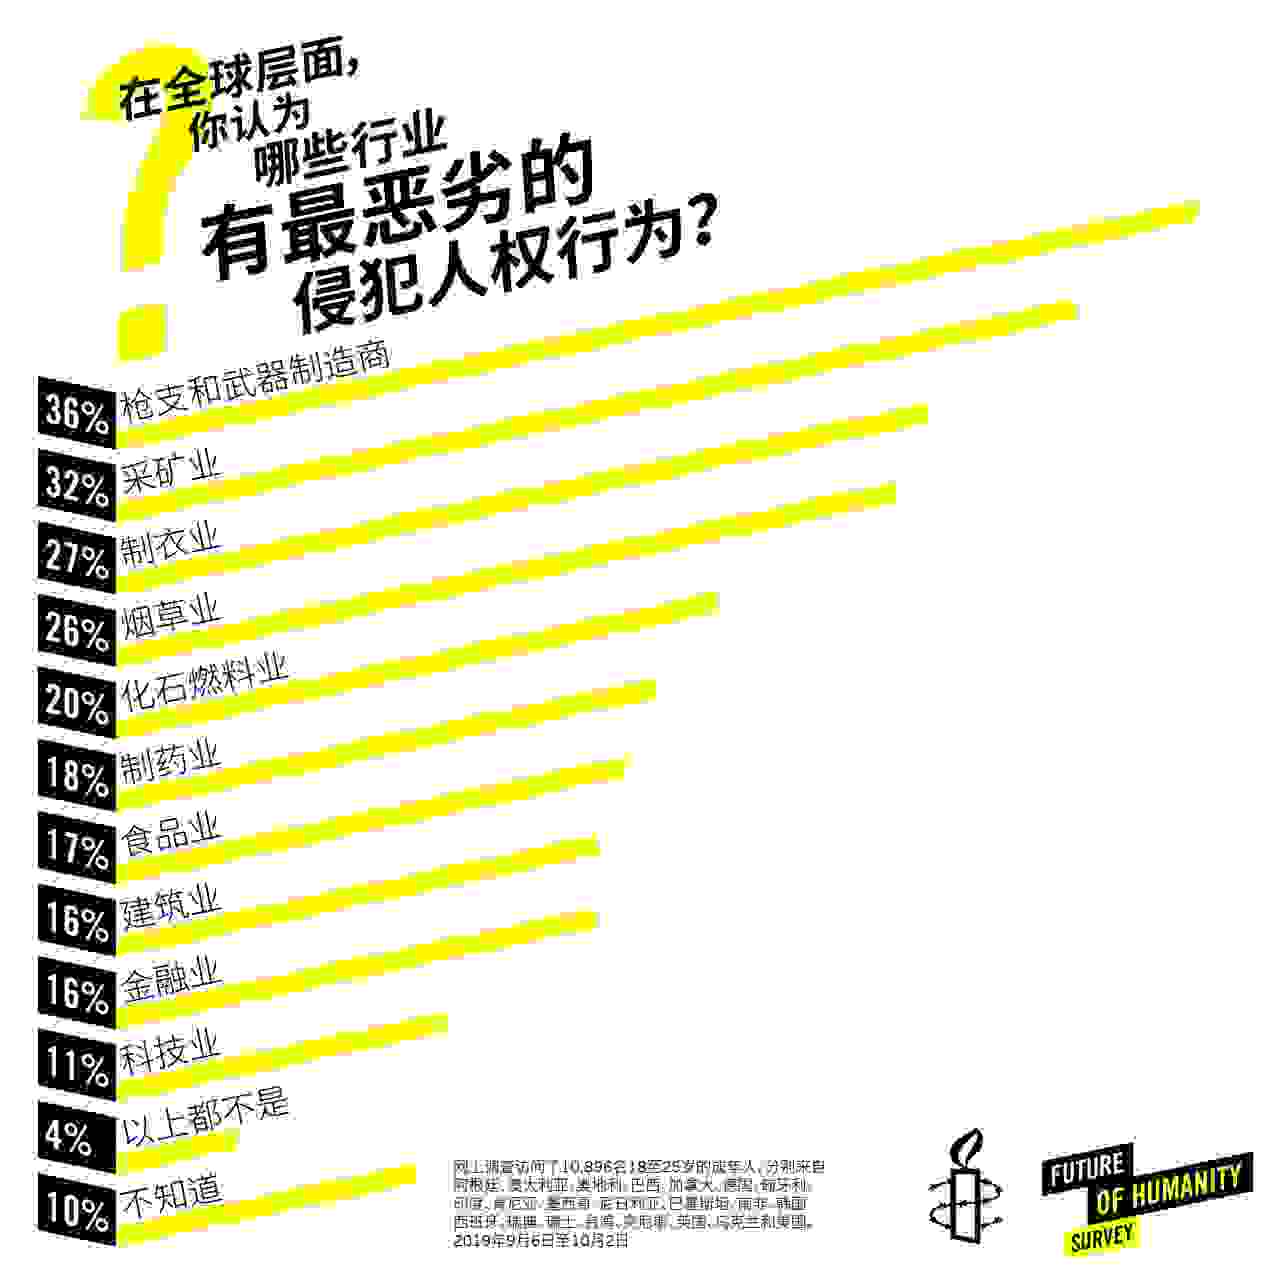 在全球层面，
你认为
哪些行业
有最恶劣的
侵犯人权行为？
36% 枪支和武器制造商
32% 采矿业
27% 制衣业
26% 烟草业
20% 化石燃料业
18% 制药业
17% 食品业
16% 建筑业
16% 金融业
11% 科技业
4% 以上都不是
10% 不知道
网上调查访问了10,896名18至25岁的成年人，分别来自
阿根廷、澳大利亚、奥地利、巴西、加拿大、德国、匈牙利、
印度、肯尼亚、墨西哥、尼日利亚、巴基斯坦、南非、韩国、
西班牙、瑞典、瑞士、台湾、突尼斯、英国、乌克兰和美国。
2019年9月6日至10月2日
FUTURE
OF HUMANITY
SURVEY